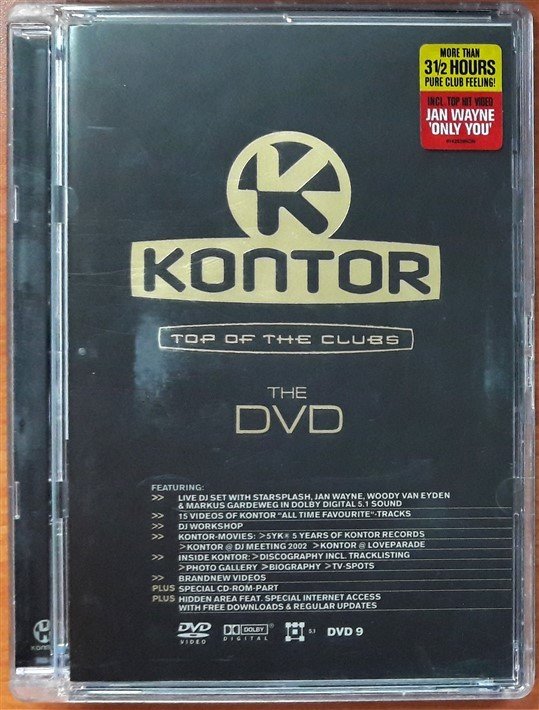 MORE THAN
3 1/2 HOURS
PURE CLUB FEELING!
INCL. TOP HIT VIDEO
JAN WAYNE
'ONLY YOU'
K
KONTOR
TOP OF THE CLUBS
THE
DVD
FEATURING:
>> LIVE DJ SET WITH STARSPLASH, JAN WAYNE, WOODY VAN EYDEN
& MARKUS GARDEWEG IN DOLBY DIGITAL 5.1 SOUND
>> 15 VIDEOS OF KONTOR "ALL TIME FAVOURITE"-TRACKS
>> DJ WORKSHOP
>> KONTOR-MOVIES: >5YK® 5 YEARS OF KONTOR RECORDS
>KONTOR @ DJ MEETING 2002 >KONTOR @ LOVEPARADE
>> INSIDE KONTOR: >DISCOGRAPHY INCL. TRACKLISTING
>PHOTO GALLERY >BIOGRAPHY >TV-SPOTS
>> BRANDNEW VIDEOS
PLUS SPECIAL CD-ROM-PART
PLUS HIDDEN AREA FEAT. SPECIAL INTERNET ACCESS
WITH FREE DOWNLOADS & REGULAR UPDATES
DVD VIDEO DOLBY DIGITAL 5.1 DVD 9
K
KONTOR